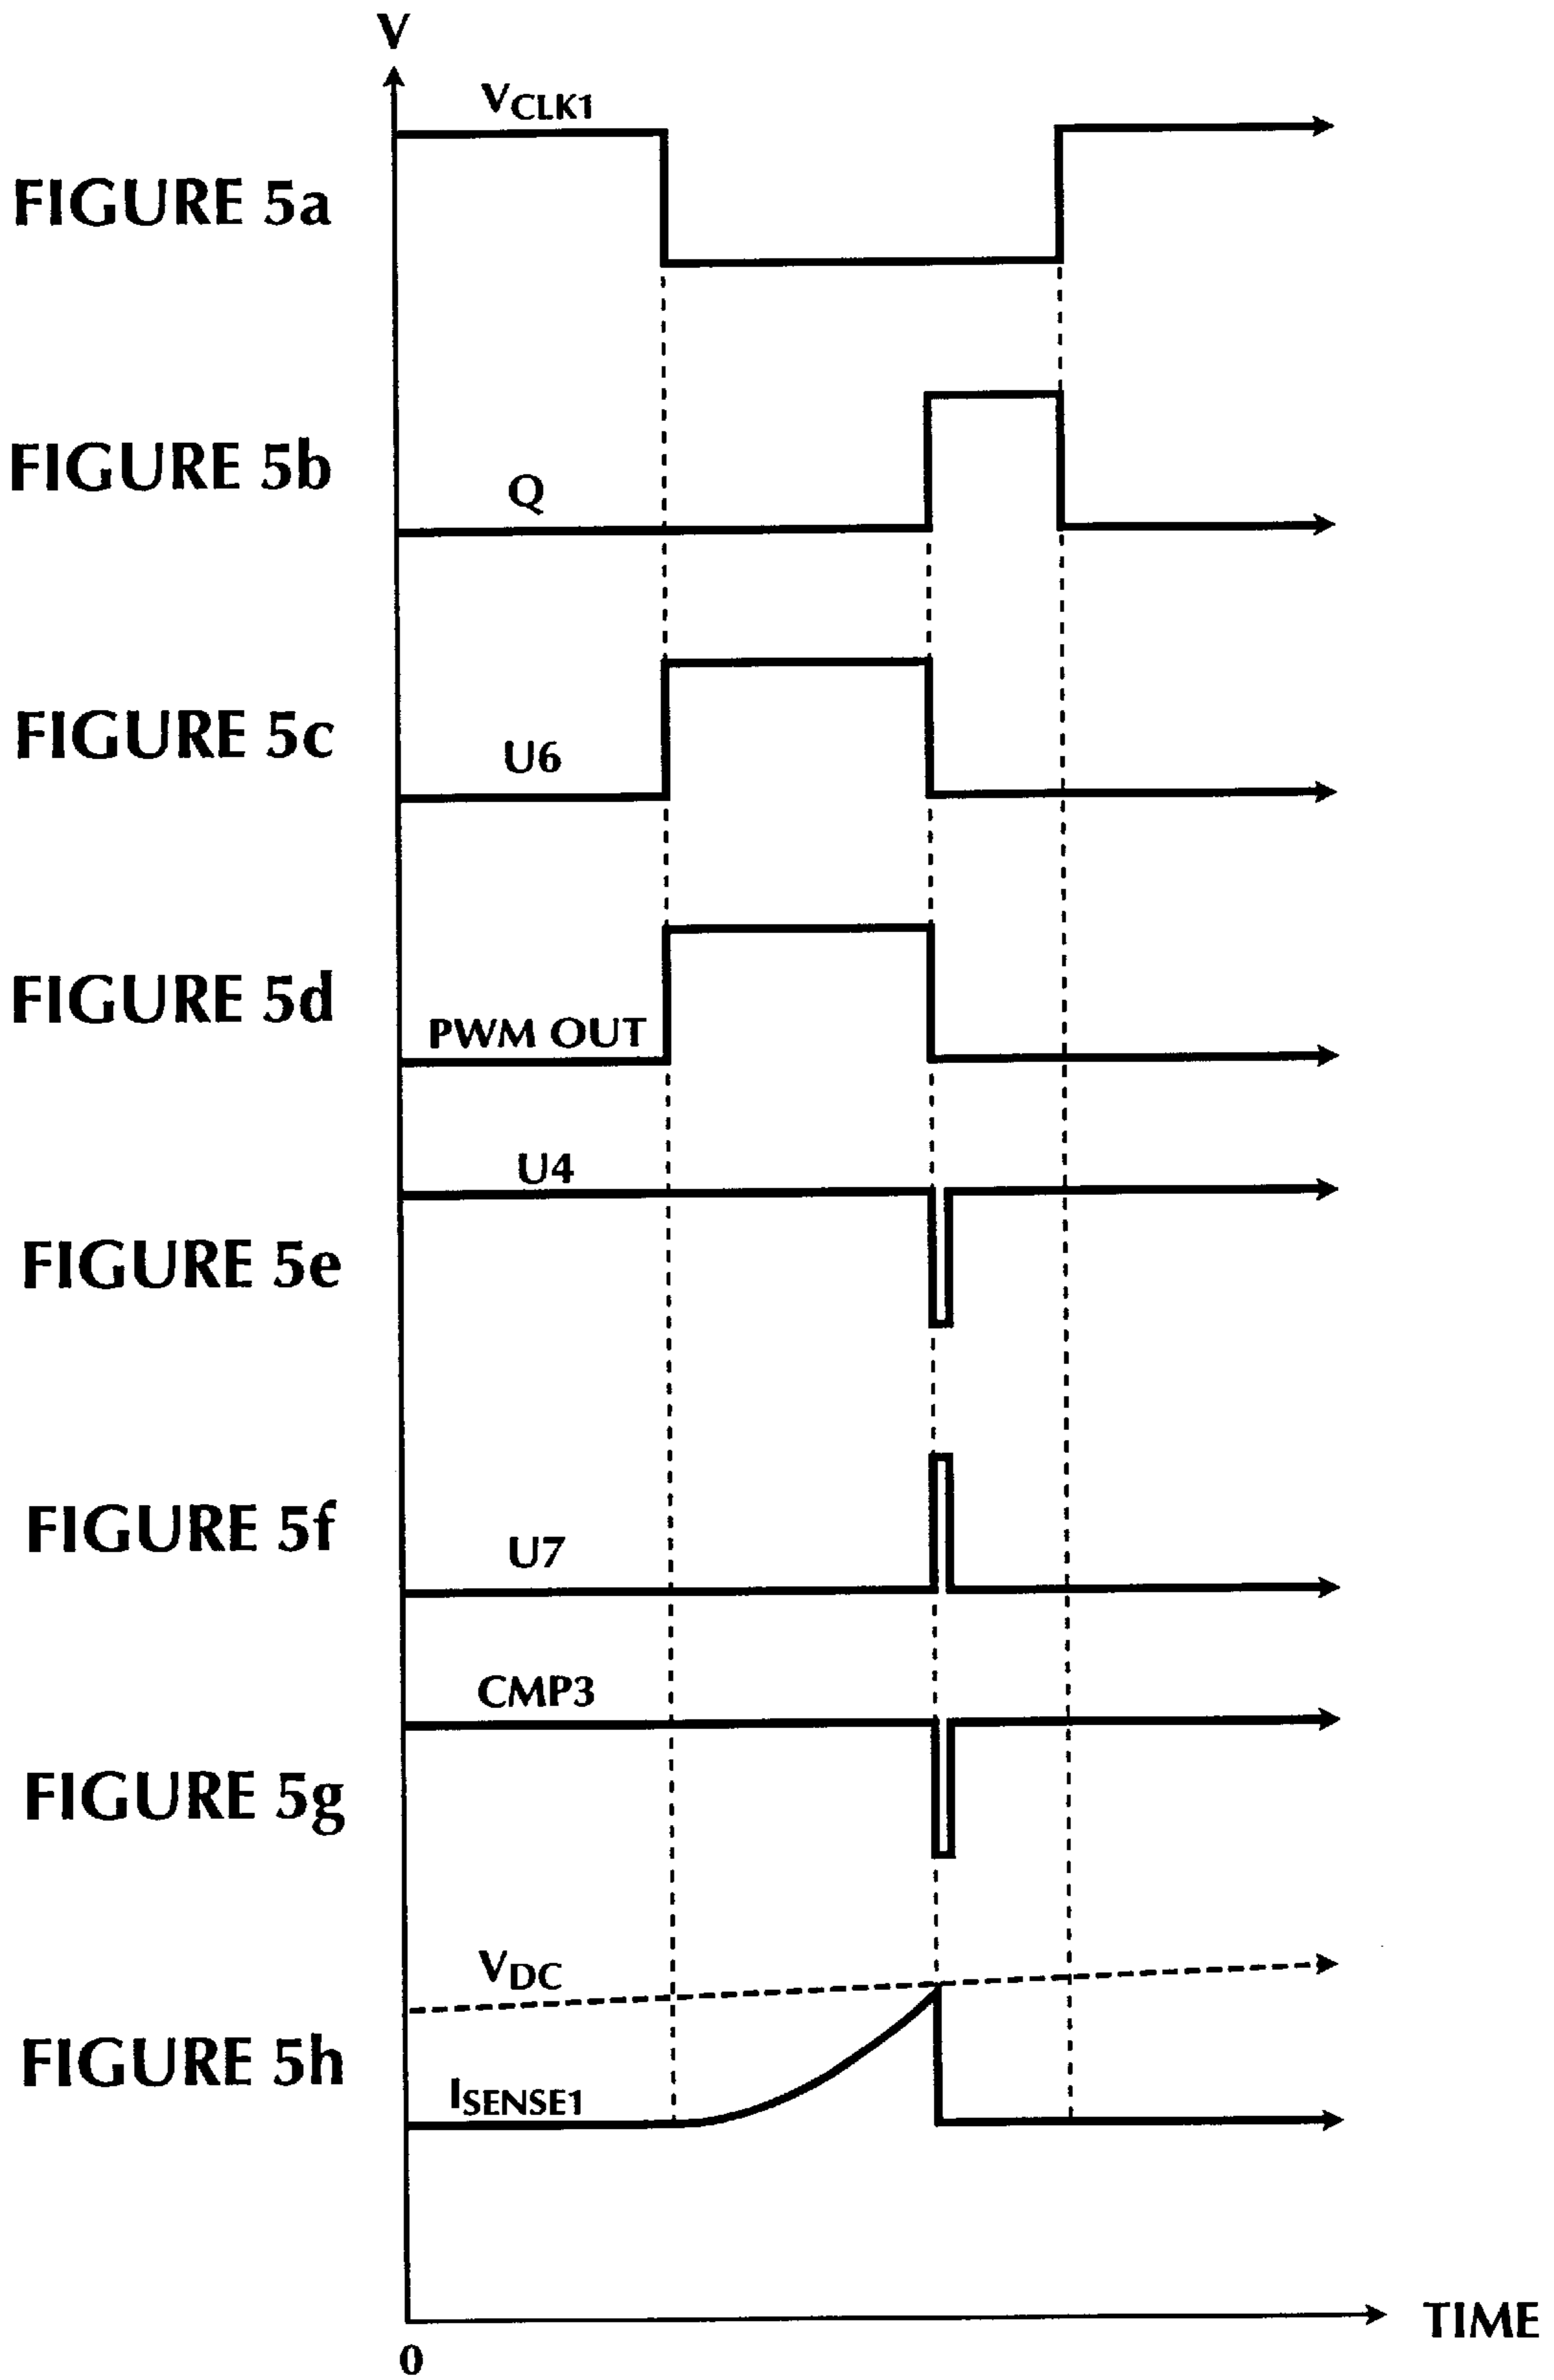 V
VCLK1
FIGURE 5a
FIGURE 5b
Q
FIGURE 5c
U6
FIGURE 5d
PWM OUT
U4
FIGURE 5e
FIGURE 5f
U7
CMP3
FIGURE 5g
VDC
FIGURE 5h
ISENSE1
TIME
0